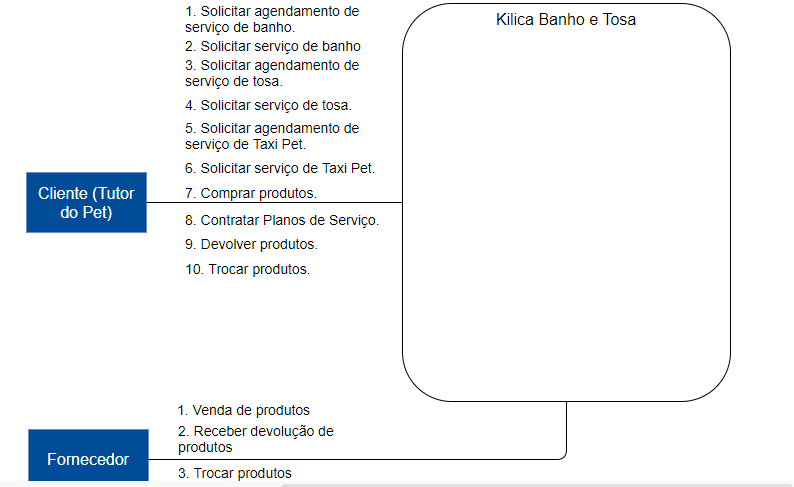 Kilica Banho e Tosa
1. Solicitar agendamento de
serviço de banho.
2. Solicitar serviço de banho
3. Solicitar agendamento de
serviço de tosa.
4. Solicitar serviço de tosa.
5. Solicitar agendamento de
serviço de Taxi Pet.
6. Solicitar serviço de Taxi Pet.
Cliente (Tutor
do Pet)
7. Comprar produtos.
8. Contratar Planos de Serviço.
9. Devolver produtos.
10. Trocar produtos.
1. Venda de produtos
2. Receber devolução de
produtos
Fornecedor
3. Trocar produtos